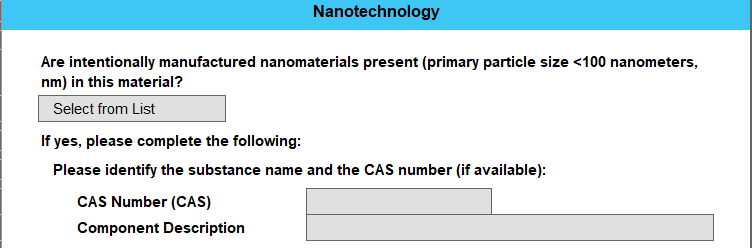 Nanotechnology
Are intentionally manufactured nanomaterials present (primary particle size <100 nanometers,
nm) in this material?
Select from List
If yes, please complete the following:
Please identify the substance name and the CAS number (if available):
CAS Number (CAS)
Component Description